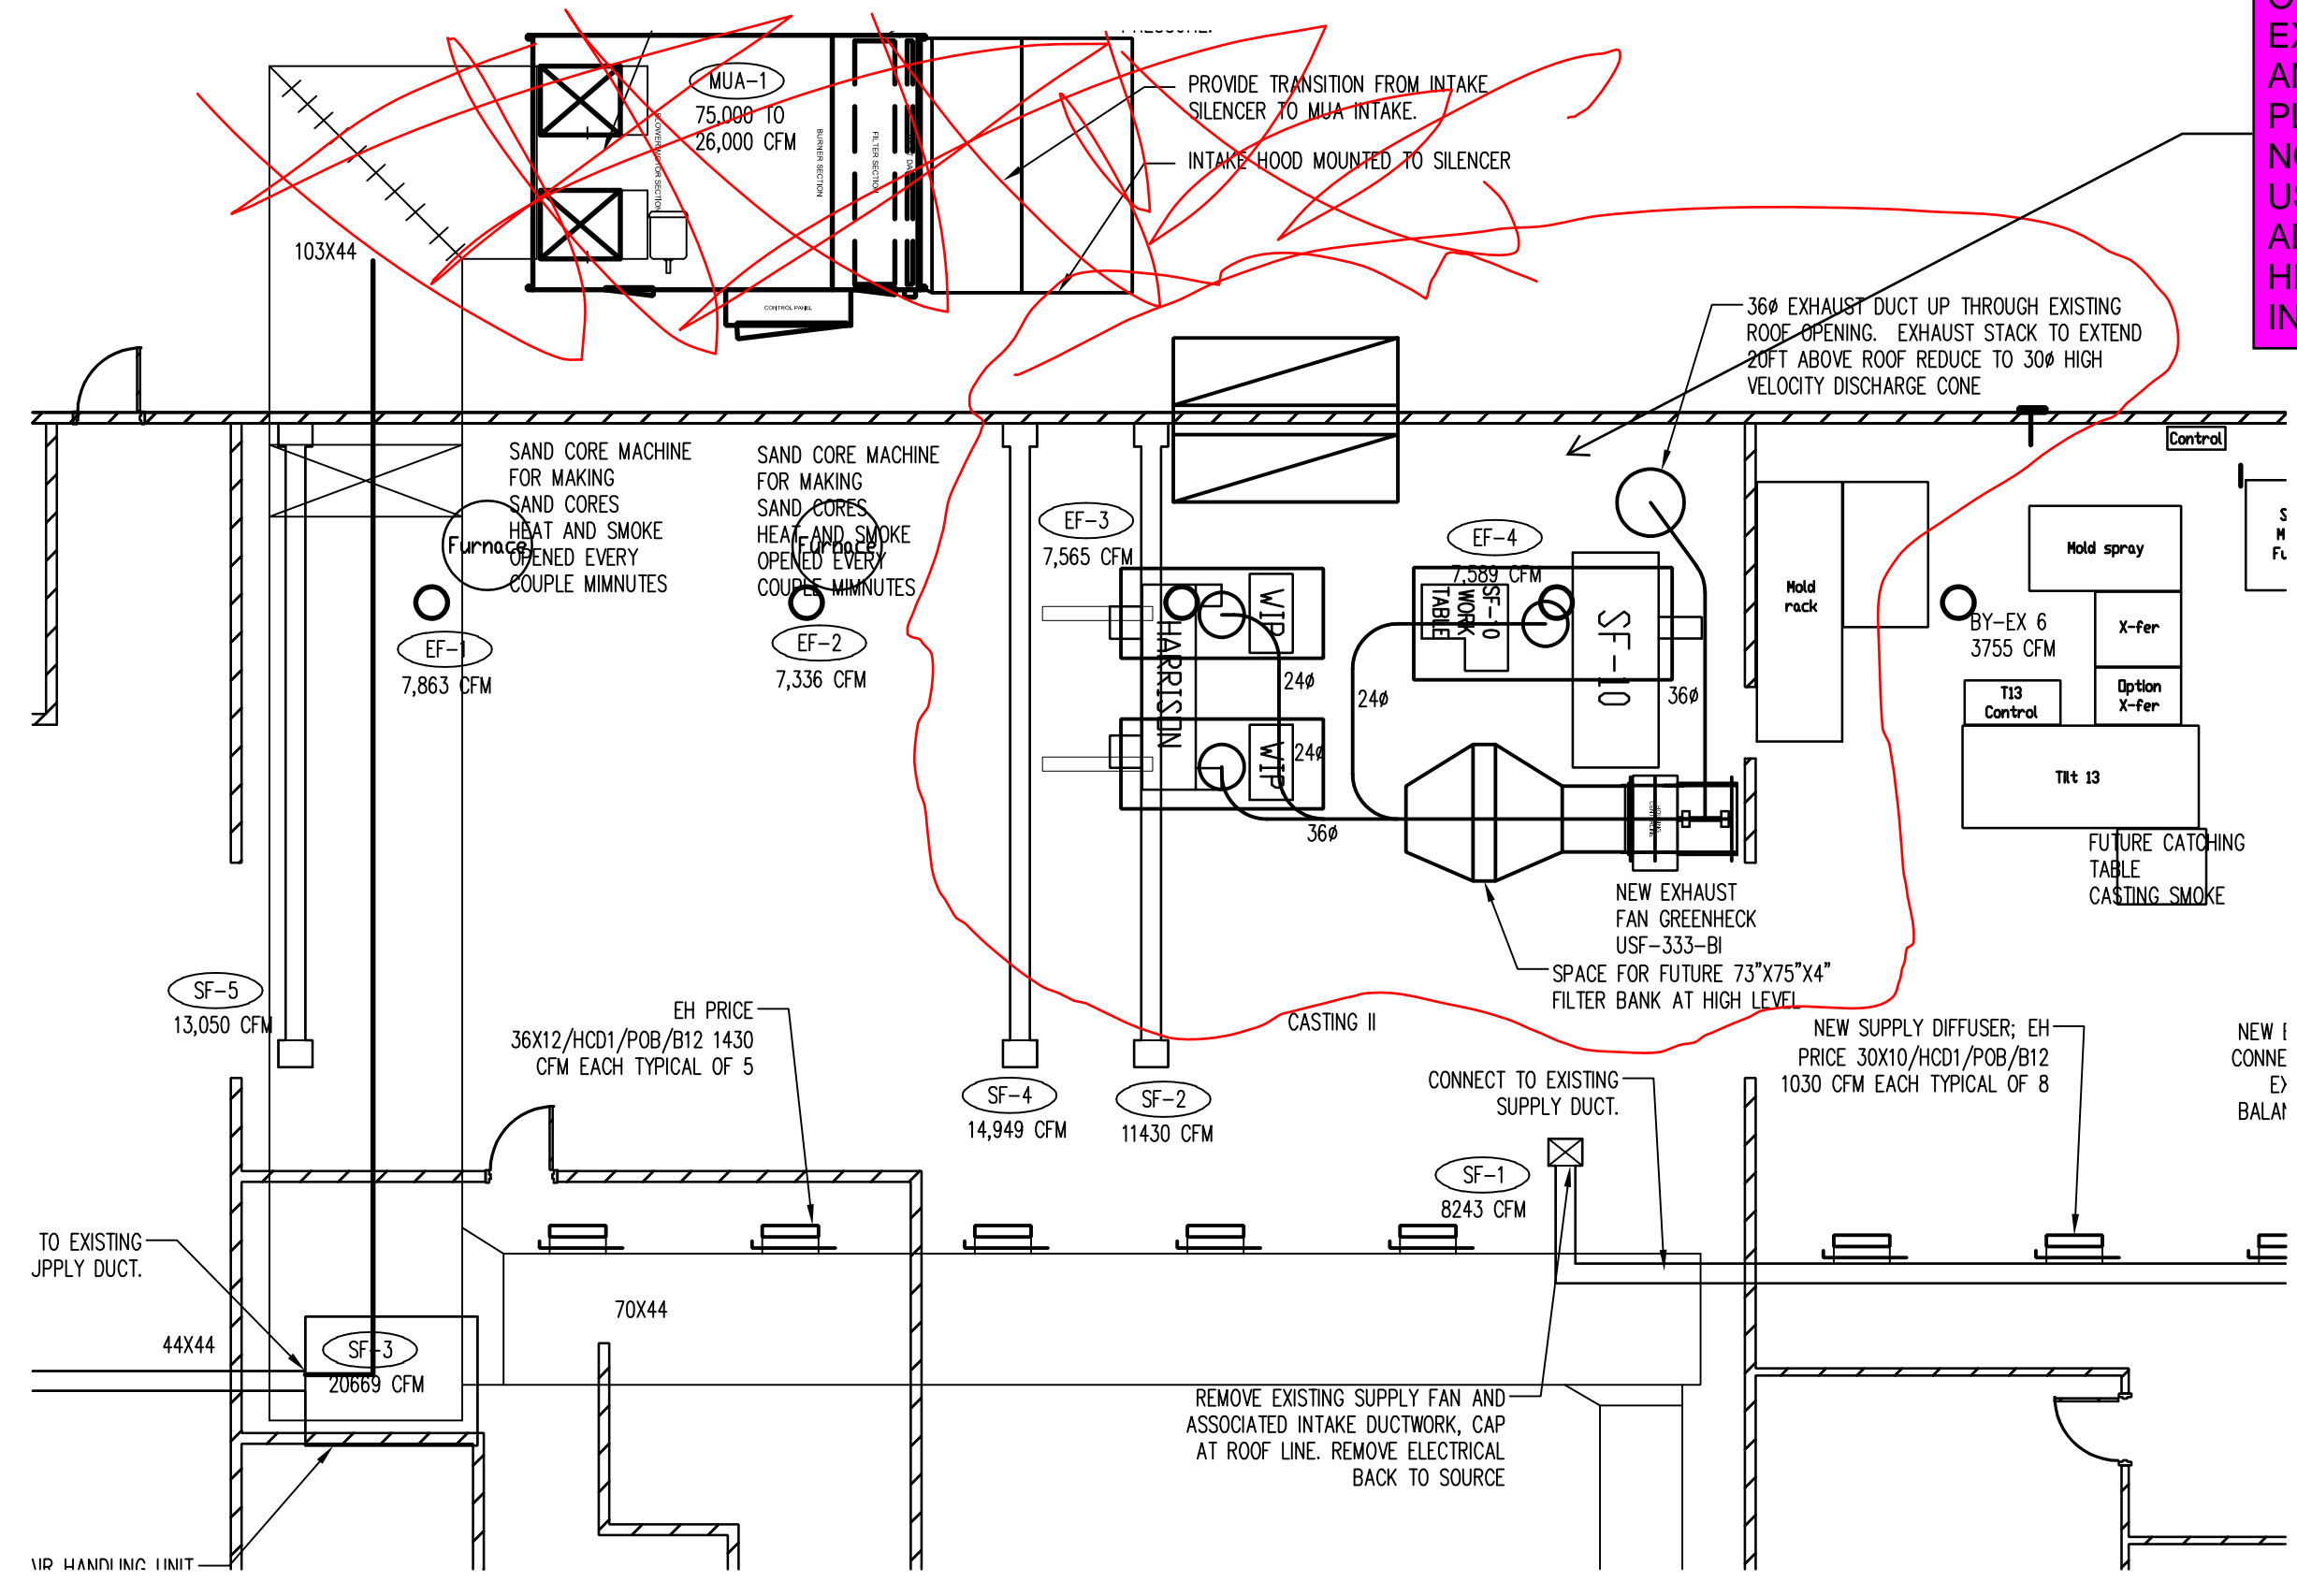 MUA-1
75,000 TO
26,000 CFM
BLOWER/MOTOR SECTION
BURNER SECTION
FILTER SECTION
CONTROL PANEL
PROVIDE TRANSITION FROM INTAKE
SILENCER TO MUA INTAKE.
INTAKE HOOD MOUNTED TO SILENCER
103X44
36ø EXHAUST DUCT UP THROUGH EXISTING
ROOF OPENING. EXHAUST STACK TO EXTEND
20FT ABOVE ROOF REDUCE TO 30ø HIGH
VELOCITY DISCHARGE CONE
Control
SAND CORE MACHINE
FOR MAKING
SAND CORES
HEAT AND SMOKE
OPENED EVERY
COUPLE MIMNUTES
Furnace
SAND CORE MACHINE
FOR MAKING
SAND CORES
HEAT AND SMOKE
OPENED EVERY
COUPLE MIMNUTES
Furnace
EF-1
7,863 CFM
EF-2
7,336 CFM
EF-3
7,565 CFM
EF-4
7,589 CFM
HARRISON
WIP
WIP
SF-10
WORK
TABLE
SF-10
24ø
24ø
24ø
36ø
36ø
Mold
rack
Mold spray
X-fer
Option
X-fer
BY-EX 6
3755 CFM
T13
Control
Tilt 13
FUTURE CATCHING
TABLE
CASTING SMOKE
NEW EXHAUST
FAN GREENHECK
USF-333-BI
SPACE FOR FUTURE 73"X75"X4"
FILTER BANK AT HIGH LEVEL
CASTING II
SF-5
13,050 CFM
EH PRICE
36X12/HCD1/POB/B12 1430
CFM EACH TYPICAL OF 5
SF-4
14,949 CFM
SF-2
11430 CFM
CONNECT TO EXISTING
SUPPLY DUCT.
NEW SUPPLY DIFFUSER; EH
PRICE 30X10/HCD1/POB/B12
1030 CFM EACH TYPICAL OF 8
NEW
CONNE
BALAN
SF-1
8243 CFM
TO EXISTING
UPPLY DUCT.
44X44
70X44
SF-3
20669 CFM
REMOVE EXISTING SUPPLY FAN AND
ASSOCIATED INTAKE DUCTWORK, CAP
AT ROOF LINE. REMOVE ELECTRICAL
BACK TO SOURCE
AIR HANDLING UNIT